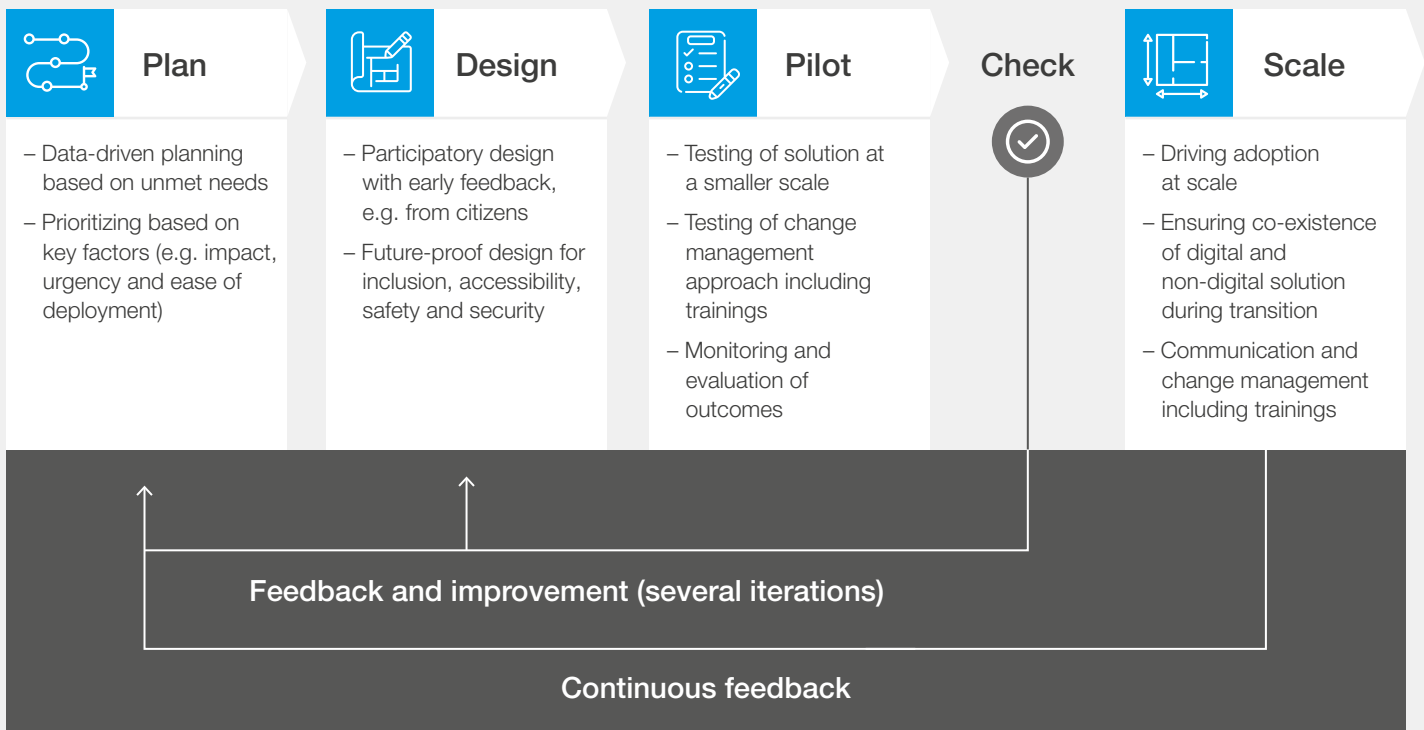 Plan
– Data-driven planning
based on unmet needs
– Prioritizing based on
key factors (e.g. impact,
urgency and ease of
deployment)
Design
– Participatory design
with early feedback,
e.g. from citizens
– Future-proof design for
inclusion, accessibility,
safety and security
Pilot
– Testing of solution at
a smaller scale
– Testing of change
management
approach including
trainings
– Monitoring and
evaluation of
outcomes
Check
Scale
– Driving adoption
at scale
– Ensuring co-existence
of digital and
non-digital solution
during transition
– Communication and
change management
including trainings
Feedback and improvement (several iterations)
Continuous feedback